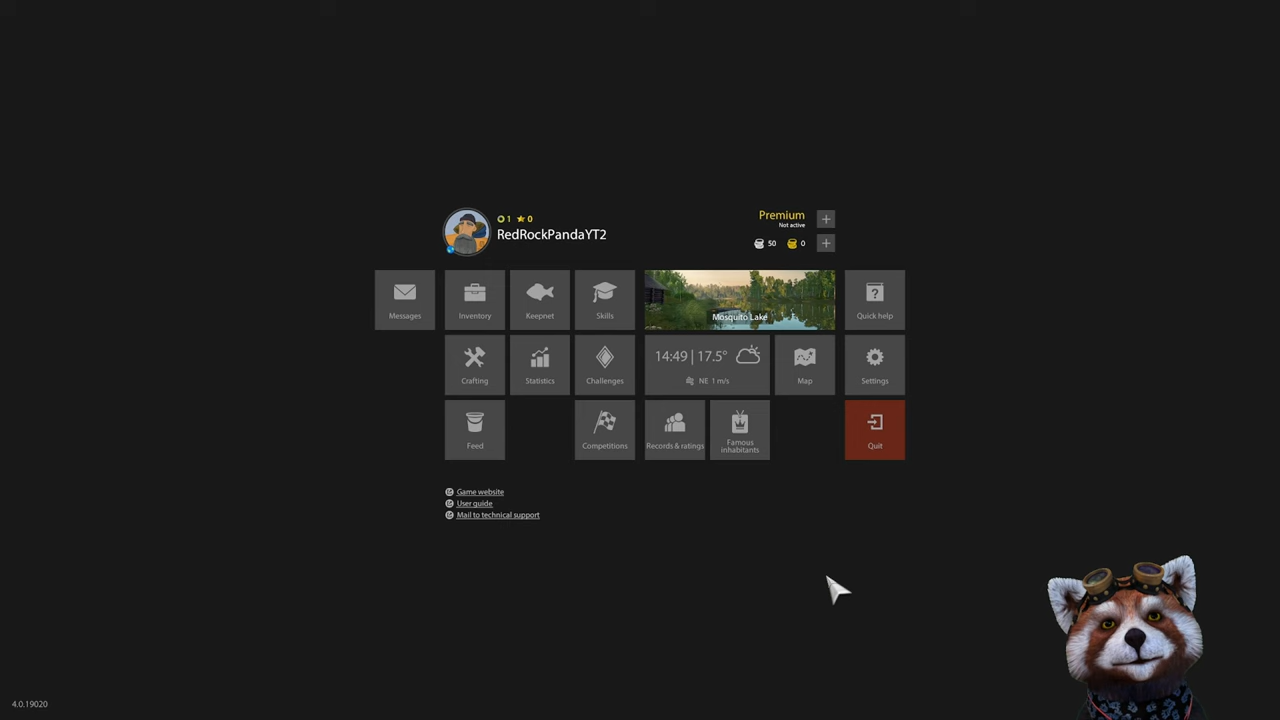 1 0
RedRockPandaYT2
Premium
Not active
50 0
Messages
Inventory
Keepnet
Skills
Mosquito Lake
Quick help
Crafting
Statistics
Challenges
14:49 | 17.5°
NE 1 m/s
Map
Settings
Feed
Competitions
Records & ratings
Famous
inhabitants
Quit
Game website
User guide
Mail to technical support
4.0.19020